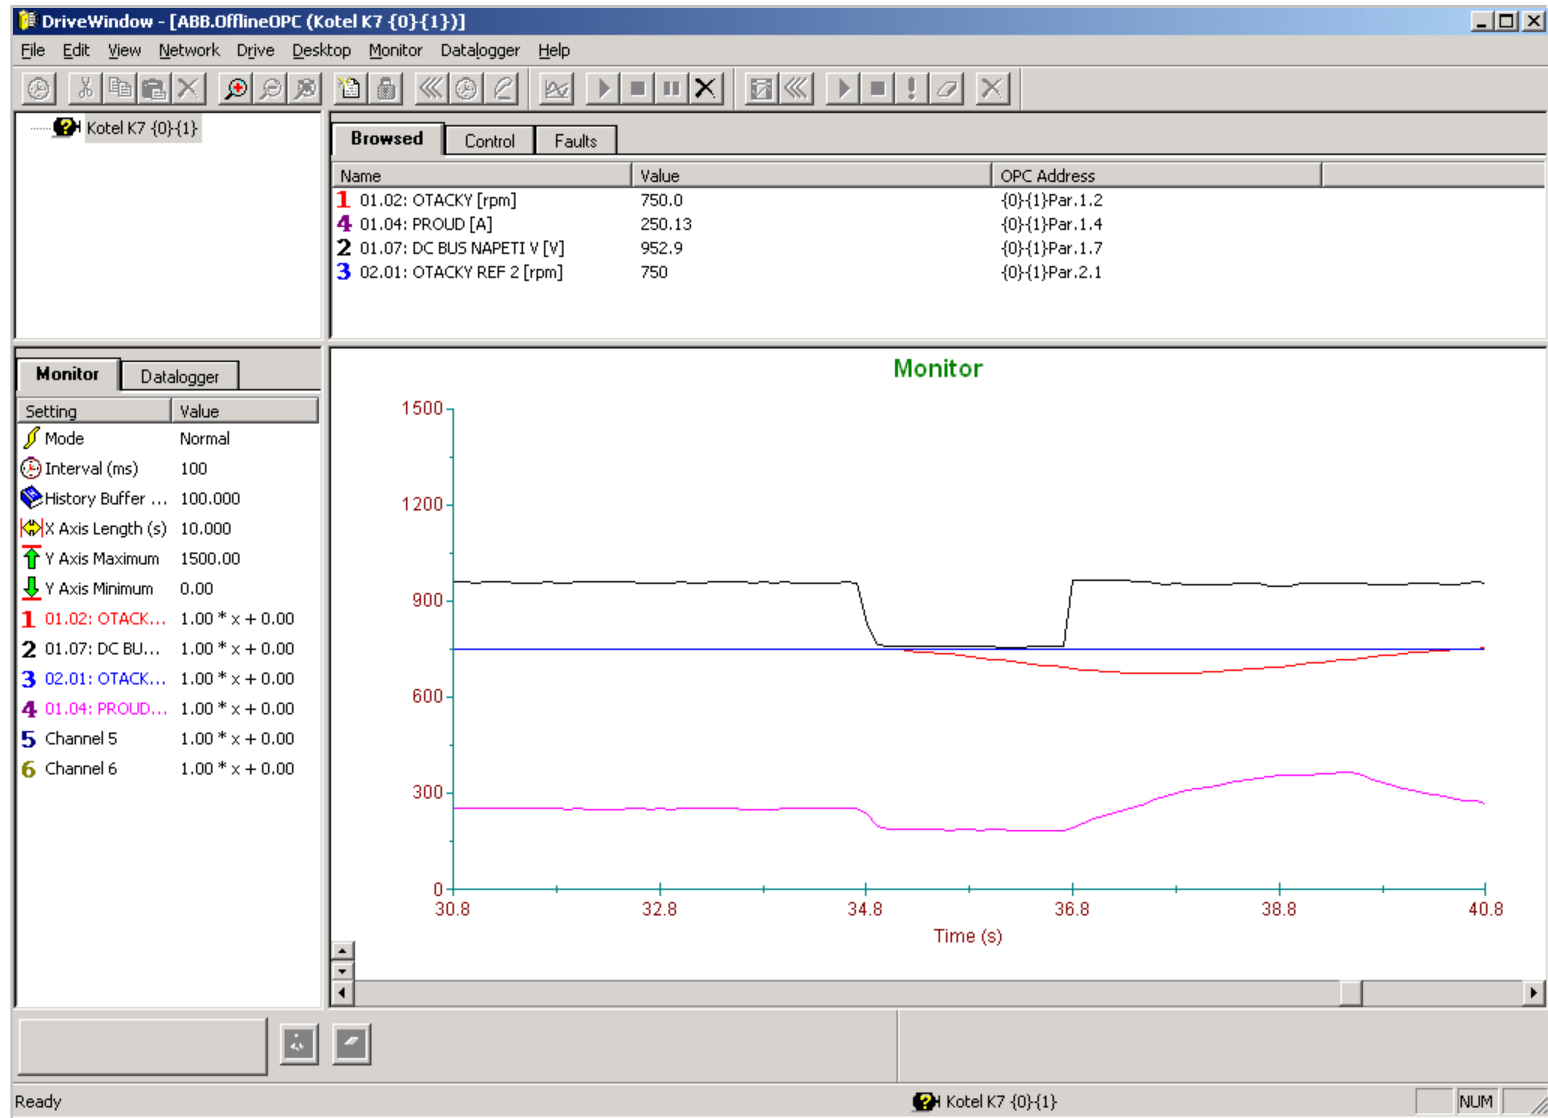 DriveWindow - [ABB.OfflineOPC (Kotel K7 {0}{1})]
File Edit View Network Drive Desktop Monitor Datalogger Help
Kotel K7 {0}{1}
Browsed Control Faults
Name Value OPC Address
1 01.02: OTACKY [rpm] 750.0 {0}{1}Par.1.2
4 01.04: PROUD [A] 250.13 {0}{1}Par.1.4
2 01.07: DC BUS NAPETI V [V] 952.9 {0}{1}Par.1.7
3 02.01: OTACKY REF 2 [rpm] 750 {0}{1}Par.2.1
Monitor Datalogger
Setting Value
Mode Normal
Interval (ms) 100
History Buffer ... 100.000
X Axis Length (s) 10.000
Y Axis Maximum 1500.00
Y Axis Minimum 0.00
1 01.02: OTACK... 1.00 * x + 0.00
2 01.07: DC BU... 1.00 * x + 0.00
3 02.01: OTACK... 1.00 * x + 0.00
4 01.04: PROUD... 1.00 * x + 0.00
5 Channel 5 1.00 * x + 0.00
6 Channel 6 1.00 * x + 0.00
Monitor
1500
1200
900
600
300
0
30.8 32.8 34.8 36.8 38.8 40.8
Time (s)
Ready Kotel K7 {0}{1} NUM